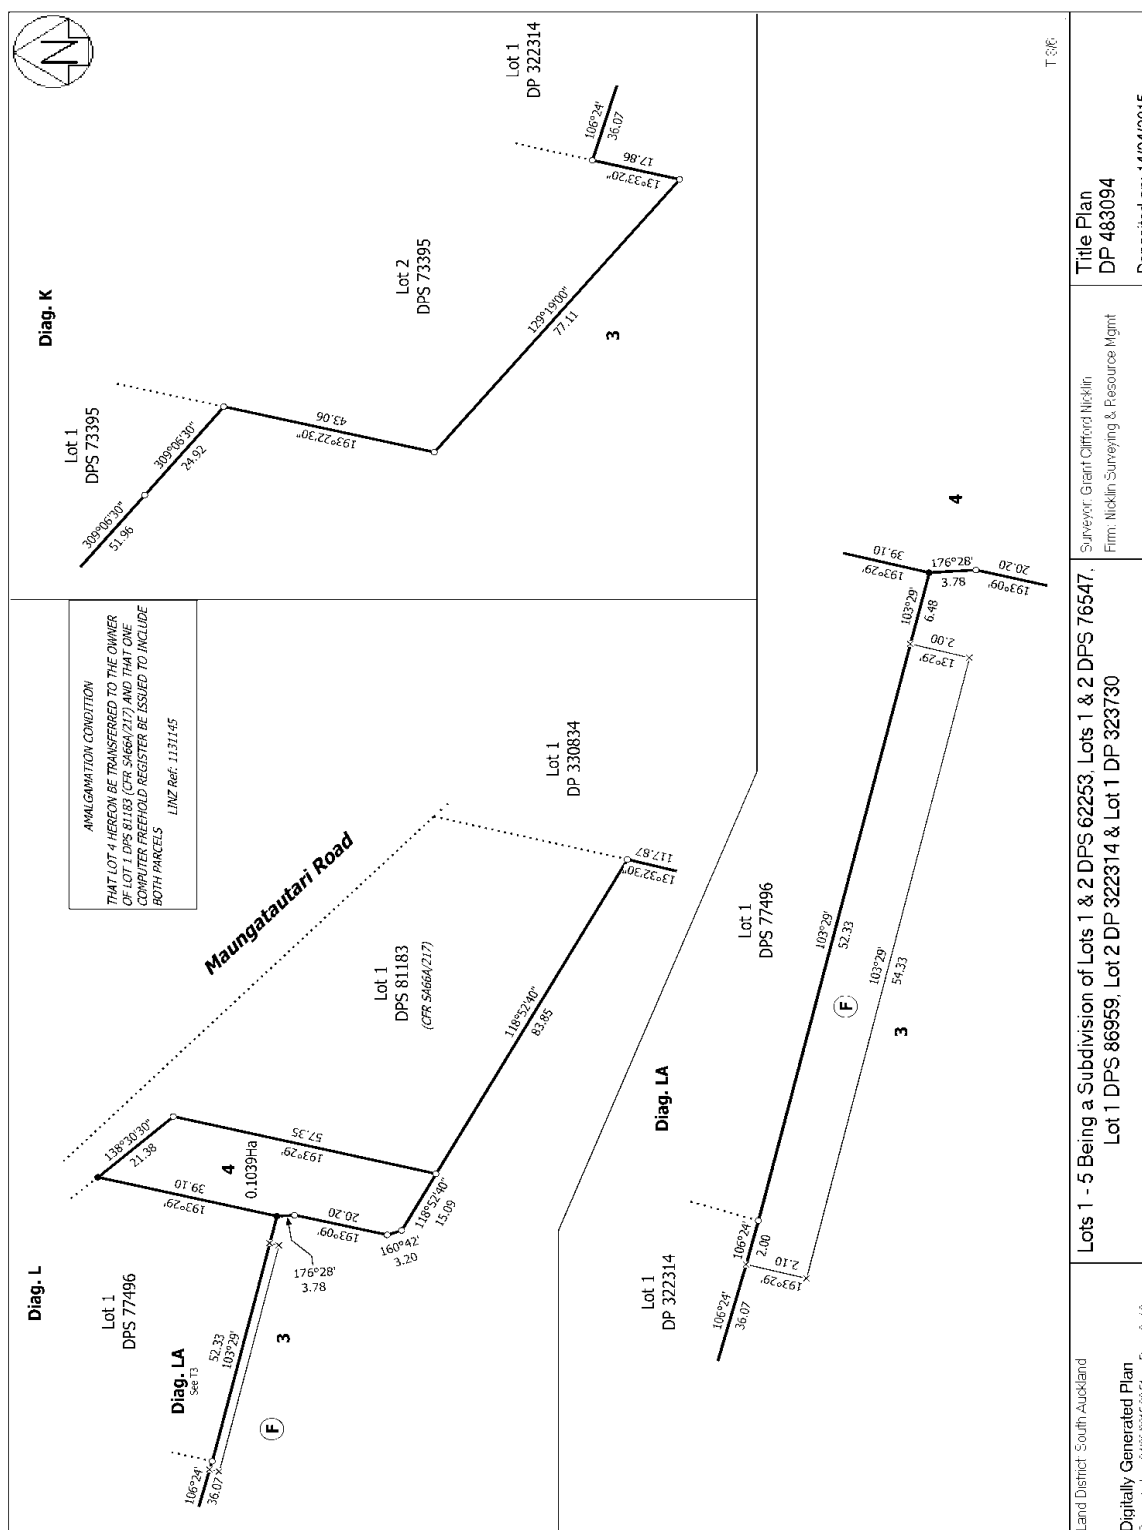 N
Diag. L
Lot 1
DPS 77496
Diag. LA
See T3
106°24'
36.07
52.33
103°29'
F
3
138°30'30"
21.38
193°29'
39.10
4
0.1039Ha
193°29'
57.35
176°28'
3.78
193°09'
20.20
160°42'
3.20
118°52'40"
15.09
118°52'40"
83.85
13°32'30"
117.87
Maungatautari Road
Lot 1
DPS 81183
(CFR SA66A/217)
Lot 1
DP 330834
AMALGAMATION CONDITION
THAT LOT 4 HEREON BE TRANSFERRED TO THE OWNER
OF LOT 1 DPS 81183 (CFR SA66A/217) AND THAT ONE
COMPUTER FREEHOLD REGISTER BE ISSUED TO INCLUDE
BOTH PARCELS
LINZ Ref: 1131145
Diag. K
Lot 1
DPS 73395
309°06'30"
51.96
309°06'30"
24.92
193°22'30"
43.06
Lot 2
DPS 73395
129°19'00"
77.11
3
13°33'20"
17.86
106°24'
36.07
Lot 1
DP 322314
Diag. LA
Lot 1
DP 322314
106°24'
36.07
106°24'
2.00
193°29'
2.10
Lot 1
DPS 77496
103°29'
52.33
F
103°29'
54.33
3
103°29'
6.48
13°29'
2.00
193°29'
39.10
176°28'
3.78
193°09'
20.20
4
T 3/6
Land District: South Auckland
Digitally Generated Plan
Lots 1 - 5 Being a Subdivision of Lots 1 & 2 DPS 62253, Lots 1 & 2 DPS 76547,
Lot 1 DPS 86959, Lot 2 DP 322314 & Lot 1 DP 323730
Surveyor: Grant Clifford Nicklin
Firm: Nicklin Surveying & Resource Mgmt
Title Plan
DP 483094
Deposited on: 14/04/2015